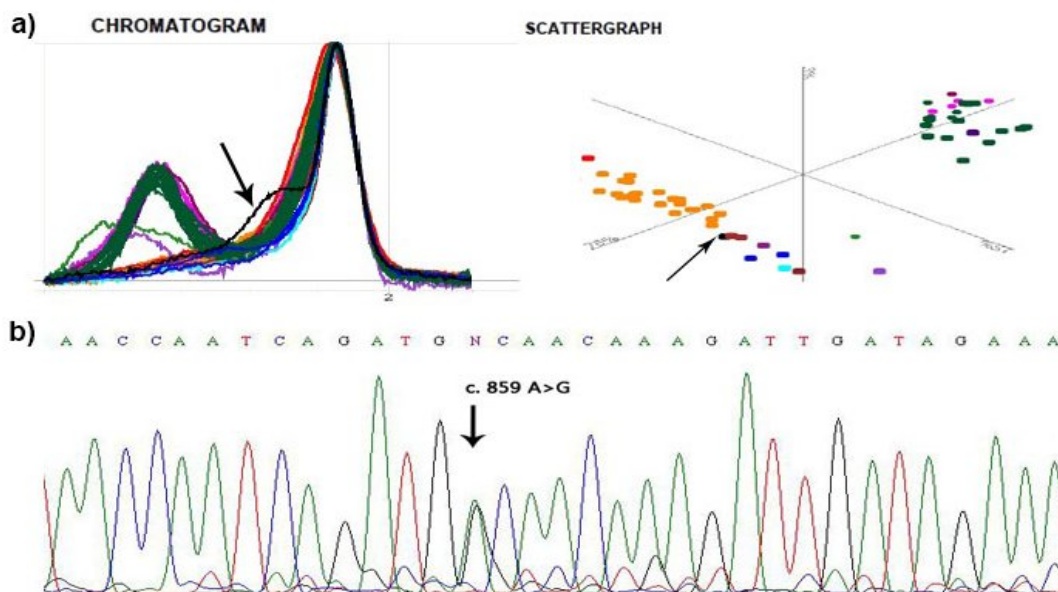 a)
CHROMATOGRAM
SCATTERGRAPH
2
b)
A A C C A A T C A G A T G N C A A C A A A G A T T G A T A G A A A
c. 859 A>G